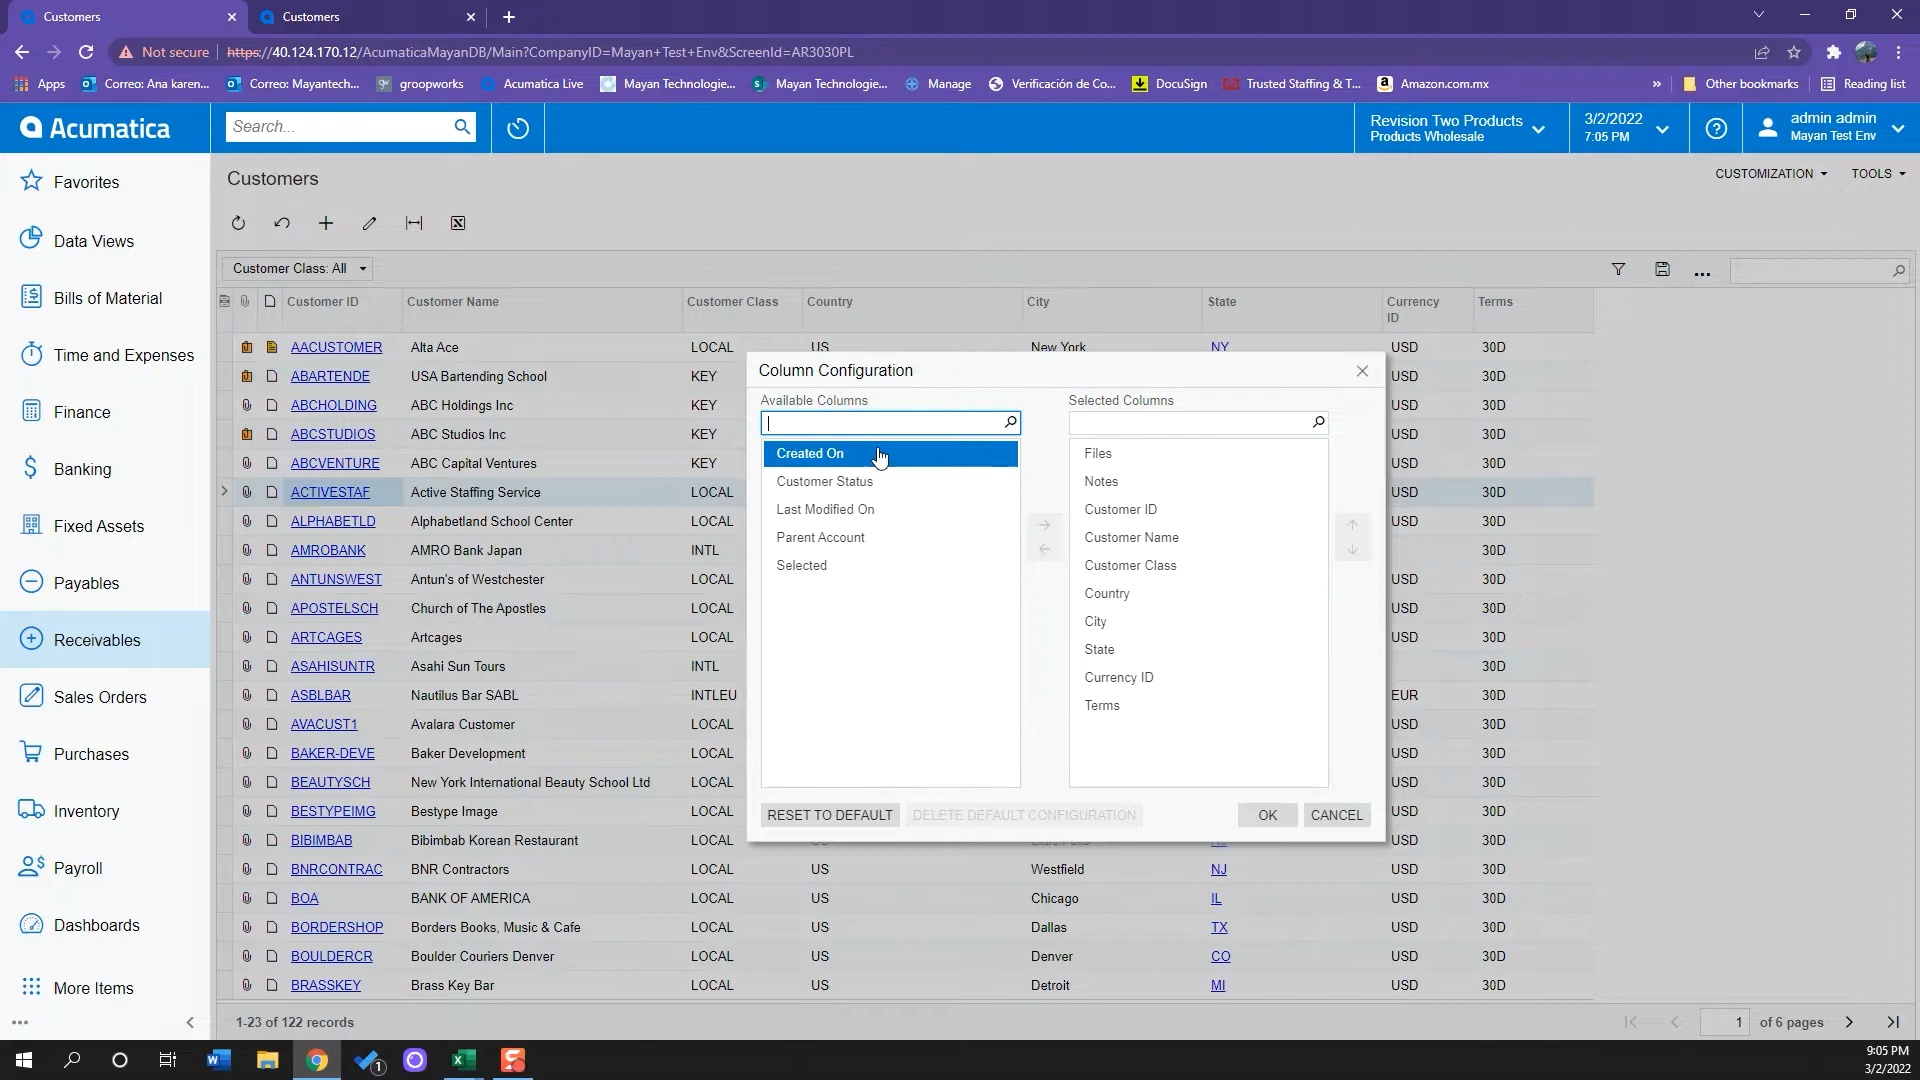 Customers
Customers
Not secure https://40.124.170.12/AcumaticaMayanDB/Main?CompanyID=Mayan+Test+Env&ScreenId=AR3030PL
Apps Correo: Ana karen... Correo: Mayantech... groopworks Acumatica Live Mayan Technologie... Mayan Technologie... Manage Verificación de Co... DocuSign Trusted Staffing & T... Amazon.com.mx » Other bookmarks Reading list
Acumatica
Search...
Revision Two Products
Products Wholesale
3/2/2022
7:05 PM
admin admin
Mayan Test Env
Favorites
Data Views
Bills of Material
Time and Expenses
Finance
Banking
Fixed Assets
Payables
Receivables
Sales Orders
Purchases
Inventory
Payroll
Dashboards
More Items
Customers
CUSTOMIZATION TOOLS
Customer Class: All
Customer ID Customer Name Customer Class Country City State Currency ID Terms
AACUSTOMER Alta Ace LOCAL US New York NY USD 30D
ABARTENDE USA Bartending School KEY USD 30D
ABCHOLDING ABC Holdings Inc KEY USD 30D
ABCSTUDIOS ABC Studios Inc KEY USD 30D
ABCVENTURE ABC Capital Ventures KEY USD 30D
ACTIVESTAF Active Staffing Service LOCAL USD 30D
ALPHABETLD Alphabetland School Center LOCAL USD 30D
AMROBANK AMRO Bank Japan INTL 30D
ANTUNSWEST Antun's of Westchester LOCAL USD 30D
APOSTELSCH Church of The Apostles LOCAL USD 30D
ARTCAGES Artcages LOCAL USD 30D
ASAHISUNTR Asahi Sun Tours INTL 30D
ASBLBAR Nautilus Bar SABL INTLEU EUR 30D
AVACUST1 Avalara Customer LOCAL USD 30D
BAKER-DEVE Baker Development LOCAL USD 30D
BEAUTYSCH New York International Beauty School Ltd LOCAL USD 30D
BESTYPEIMG Bestype Image LOCAL USD 30D
BIBIMBAB Bibimbab Korean Restaurant LOCAL USD 30D
BNRCONTRAC BNR Contractors LOCAL US Westfield NJ USD 30D
BOA BANK OF AMERICA LOCAL US Chicago IL USD 30D
BORDERSHOP Borders Books, Music & Cafe LOCAL US Dallas TX USD 30D
BOULDERCR Boulder Couriers Denver LOCAL US Denver CO USD 30D
BRASSKEY Brass Key Bar LOCAL US Detroit MI USD 30D
1-23 of 122 records
1 of 6 pages
Column Configuration
Available Columns
Created On
Customer Status
Last Modified On
Parent Account
Selected
Selected Columns
Files
Notes
Customer ID
Customer Name
Customer Class
Country
City
State
Currency ID
Terms
RESET TO DEFAULT DELETE DEFAULT CONFIGURATION OK CANCEL
1
9:05 PM
3/2/2022